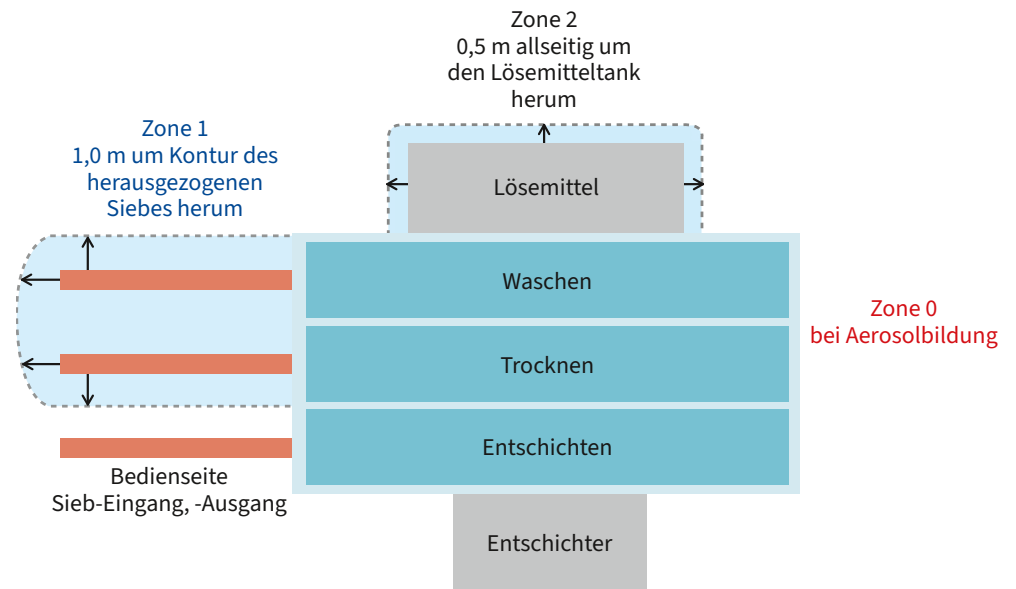 Zone 2
0,5 m allseitig um
den Lösemitteltank
herum
Zone 1
1,0 m um Kontur des
herausgezogenen
Siebes herum
Lösemittel
Waschen
Zone 0
bei Aerosolbildung
Trocknen
Entschichten
Bedienseite
Sieb-Eingang, -Ausgang
Entschichter